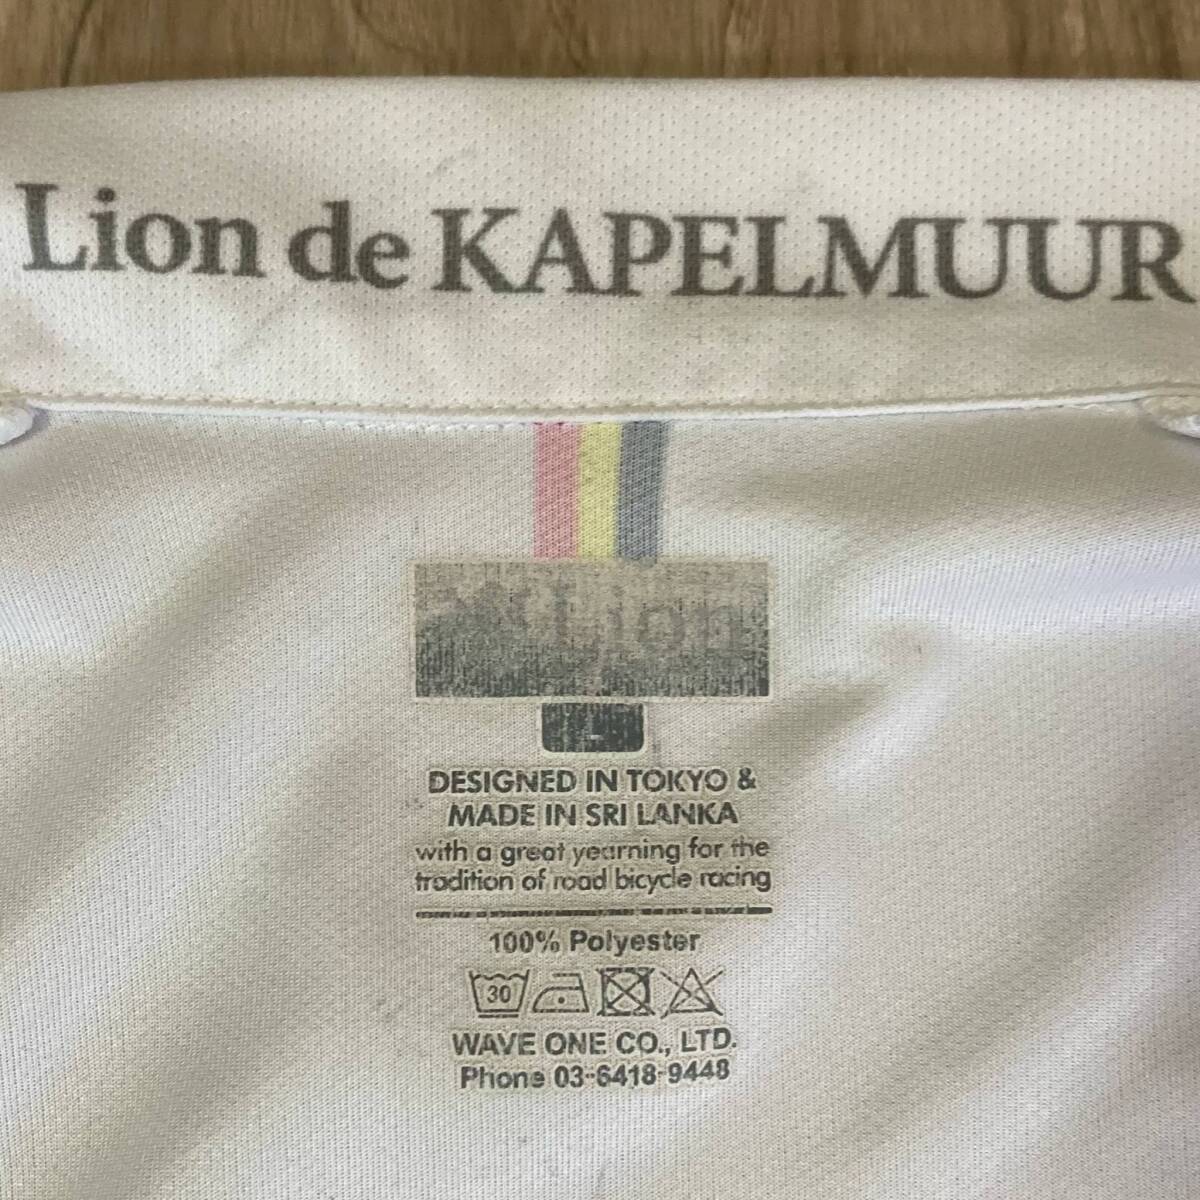 Lion de KAPELMUUR
Lion
L
DESIGNED IN TOKYO &
MADE IN SRI LANKA
with a great yearning for the
tradition of road bicycle racing
100% Polyester
30
WAVE ONE CO., LTD.
Phone 03-6418-9448